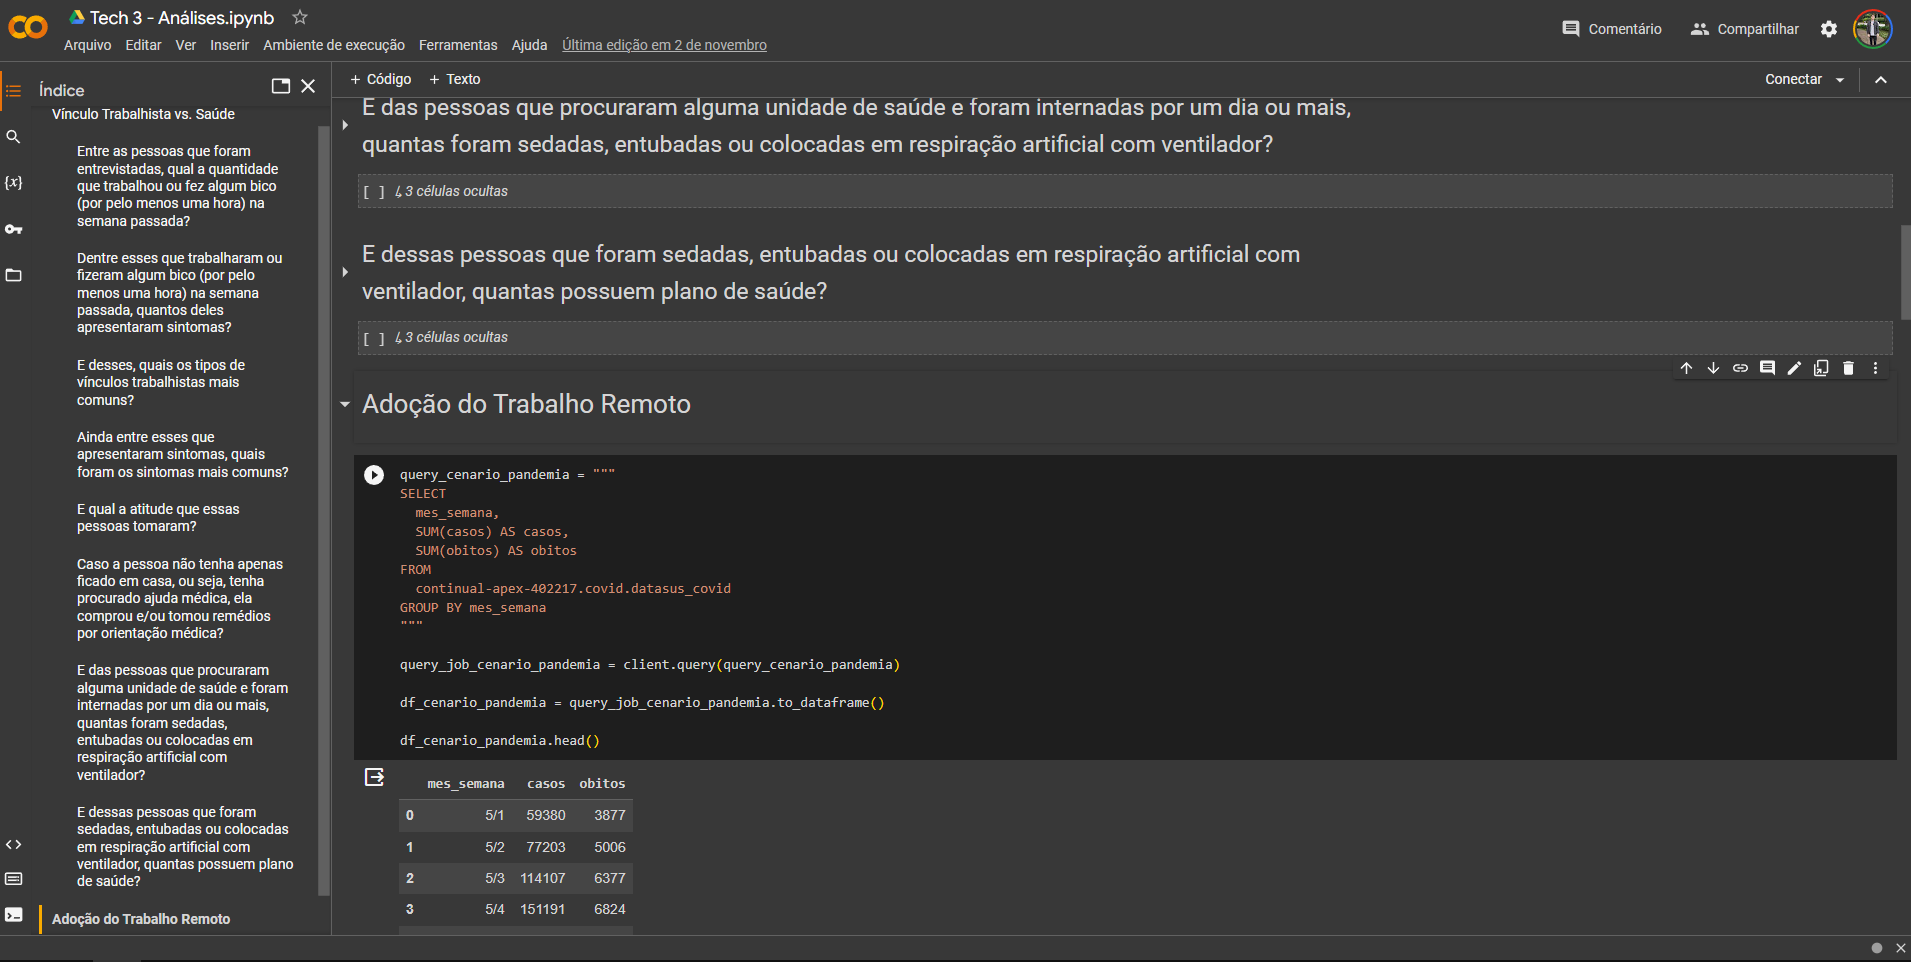 Tech 3 - Análises.ipynb
Arquivo Editar Ver Inserir Ambiente de execução Ferramentas Ajuda Última edição em 2 de novembro
Comentário
Compartilhar
Índice
Vínculo Trabalhista vs. Saúde
Entre as pessoas que foram
entrevistadas, qual a quantidade
que trabalhou ou fez algum bico
(por pelo menos uma hora) na
semana passada?
Dentre esses que trabalharam ou
fizeram algum bico (por pelo
menos uma hora) na semana
passada, quantos deles
apresentaram sintomas?
E desses, quais os tipos de
vínculos trabalhistas mais
comuns?
Ainda entre esses que
apresentaram sintomas, quais
foram os sintomas mais comuns?
E qual a atitude que essas
pessoas tomaram?
Caso a pessoa não tenha apenas
ficado em casa, ou seja, tenha
procurado ajuda médica, ela
comprou e/ou tomou remédios
por orientação médica?
E das pessoas que procuraram
alguma unidade de saúde e foram
internadas por um dia ou mais,
quantas foram sedadas,
entubadas ou colocadas em
respiração artificial com
ventilador?
E dessas pessoas que foram
sedadas, entubadas ou colocadas
em respiração artificial com
ventilador, quantas possuem plano
de saúde?
Adoção do Trabalho Remoto
+ Código + Texto
Conectar
E das pessoas que procuraram alguma unidade de saúde e foram internadas por um dia ou mais,
quantas foram sedadas, entubadas ou colocadas em respiração artificial com ventilador?
[ ] ↳ 3 células ocultas
E dessas pessoas que foram sedadas, entubadas ou colocadas em respiração artificial com
ventilador, quantas possuem plano de saúde?
[ ] ↳ 3 células ocultas
Adoção do Trabalho Remoto
query_cenario_pandemia = """
SELECT
mes_semana,
SUM(casos) AS casos,
SUM(obitos) AS obitos
FROM
continual-apex-402217.covid.datasus_covid
GROUP BY mes_semana
"""
query_job_cenario_pandemia = client.query(query_cenario_pandemia)
df_cenario_pandemia = query_job_cenario_pandemia.to_dataframe()
df_cenario_pandemia.head()
mes_semana casos obitos
0 5/1 59380 3877
1 5/2 77203 5006
2 5/3 114107 6377
3 5/4 151191 6824